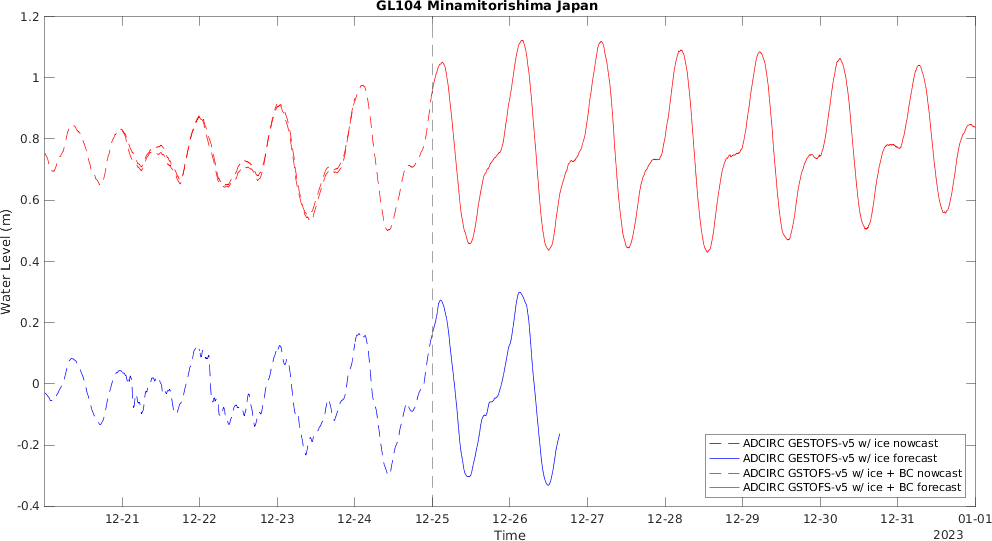 GL104 Minamitorishima Japan
1.2
1
0.8
0.6
0.4
0.2
0
-0.2
-0.4
Water Level (m)
12-21 12-22 12-23 12-24 12-25 12-26 12-27 12-28 12-29 12-30 12-31 01-01
Time
2023
ADCIRC GESTOFS-v5 w/ ice nowcast
ADCIRC GESTOFS-v5 w/ ice forecast
ADCIRC GSTOFS-v5 w/ ice + BC nowcast
ADCIRC GSTOFS-v5 w/ ice + BC forecast